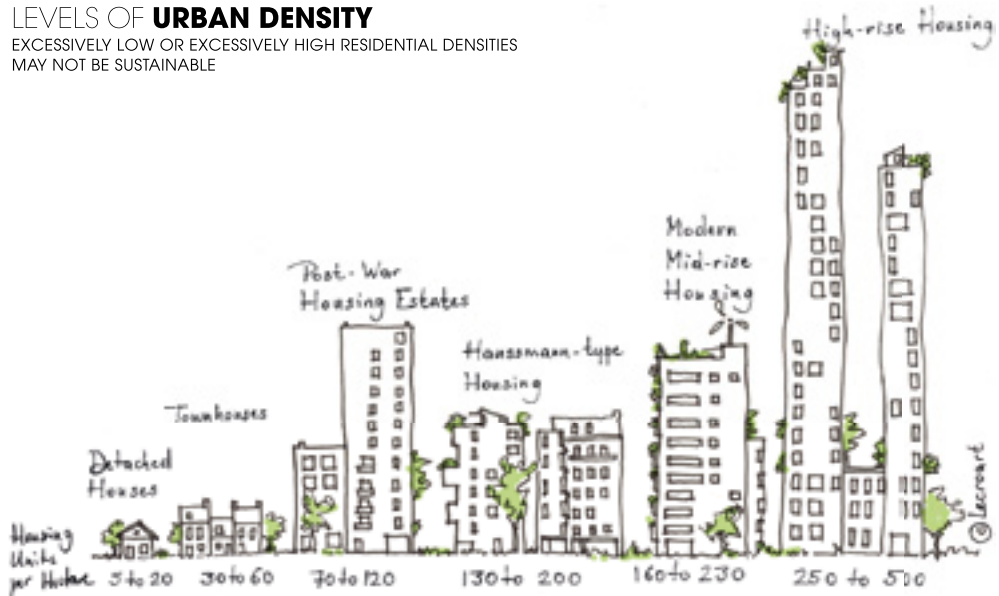 LEVELS OF URBAN DENSITY
EXCESSIVELY LOW OR EXCESSIVELY HIGH RESIDENTIAL DENSITIES
MAY NOT BE SUSTAINABLE
High-rise Housing
Modern
Mid-rise
Housing
Post-War
Housing Estates
Haussmann-type
Housing
Townhouses
Detached
Houses
Housing
Units
per Hectare
5 to 20
30 to 60
70 to 120
130 to 200
160 to 230
250 to 500
@lecroart